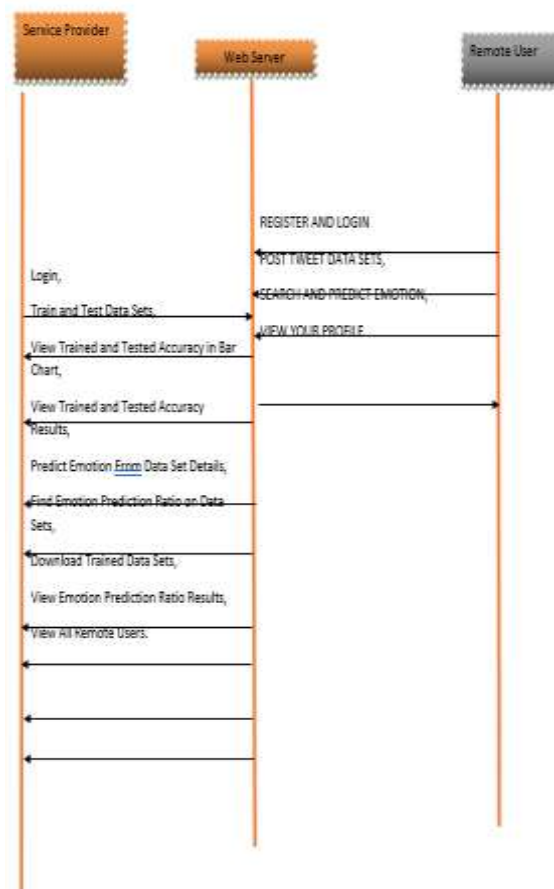 Service Provider
Web Server
Remote User
REGISTER AND LOGIN
POST TWEET DATA SETS,
SEARCH AND PREDICT EMOTION,
VIEW YOUR PROFILE
Login,
Train and Test Data Sets,
View Trained and Tested Accuracy in Bar
Chart,
View Trained and Tested Accuracy
Results,
Predict Emotion From Data Set Details,
Find Emotion Prediction Ratio on Data
Sets,
Download Trained Data Sets,
View Emotion Prediction Ratio Results,
View All Remote Users.